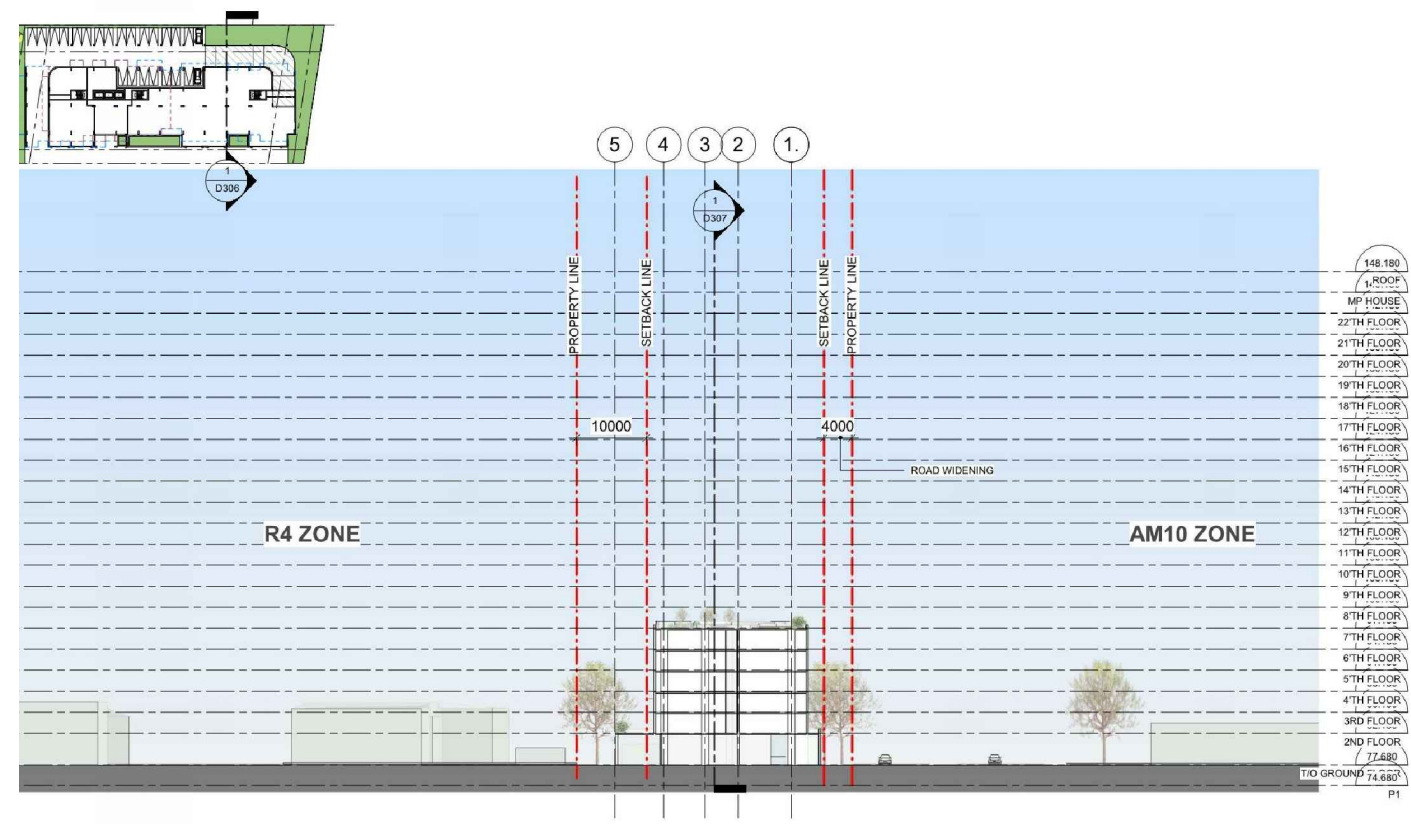 1
D306
5
4
3
2
1.
1
D307
PROPERTY LINE
SETBACK LINE
SETBACK LINE
PROPERTY LINE
148.180
ROOF
MP HOUSE
22'TH FLOOR
21'TH FLOOR
20'TH FLOOR
19'TH FLOOR
18'TH FLOOR
10000
4000
17'TH FLOOR
16'TH FLOOR
ROAD WIDENING
15'TH FLOOR
14'TH FLOOR
13'TH FLOOR
R4 ZONE
AM10 ZONE
12'TH FLOOR
11'TH FLOOR
10'TH FLOOR
9'TH FLOOR
8'TH FLOOR
7'TH FLOOR
6'TH FLOOR
5'TH FLOOR
4'TH FLOOR
3RD FLOOR
2ND FLOOR
77.680
T/O GROUND
74.680
P1